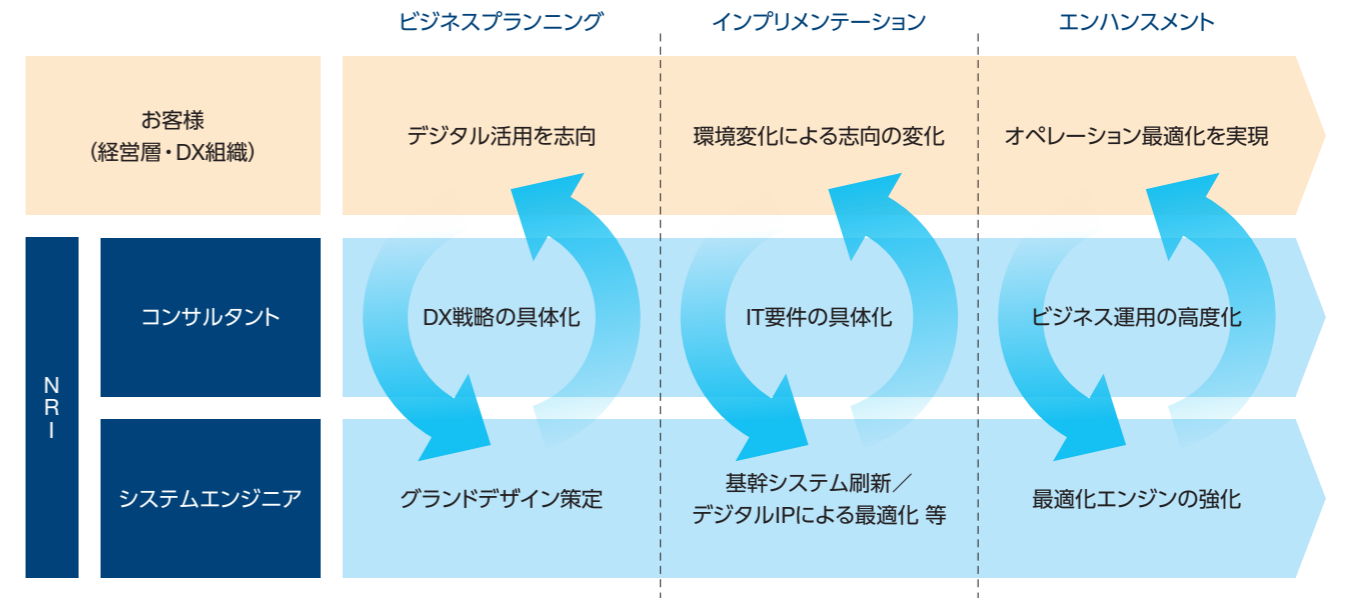 ビジネスプランニング
インプリメンテーション
エンハンスメント
お客様
（経営層・DX組織）
デジタル活用を志向
環境変化による志向の変化
オペレーション最適化を実現
NRI
コンサルタント
DX戦略の具体化
IT要件の具体化
ビジネス運用の高度化
システムエンジニア
グランドデザイン策定
基幹システム刷新／
デジタルIPによる最適化 等
最適化エンジンの強化